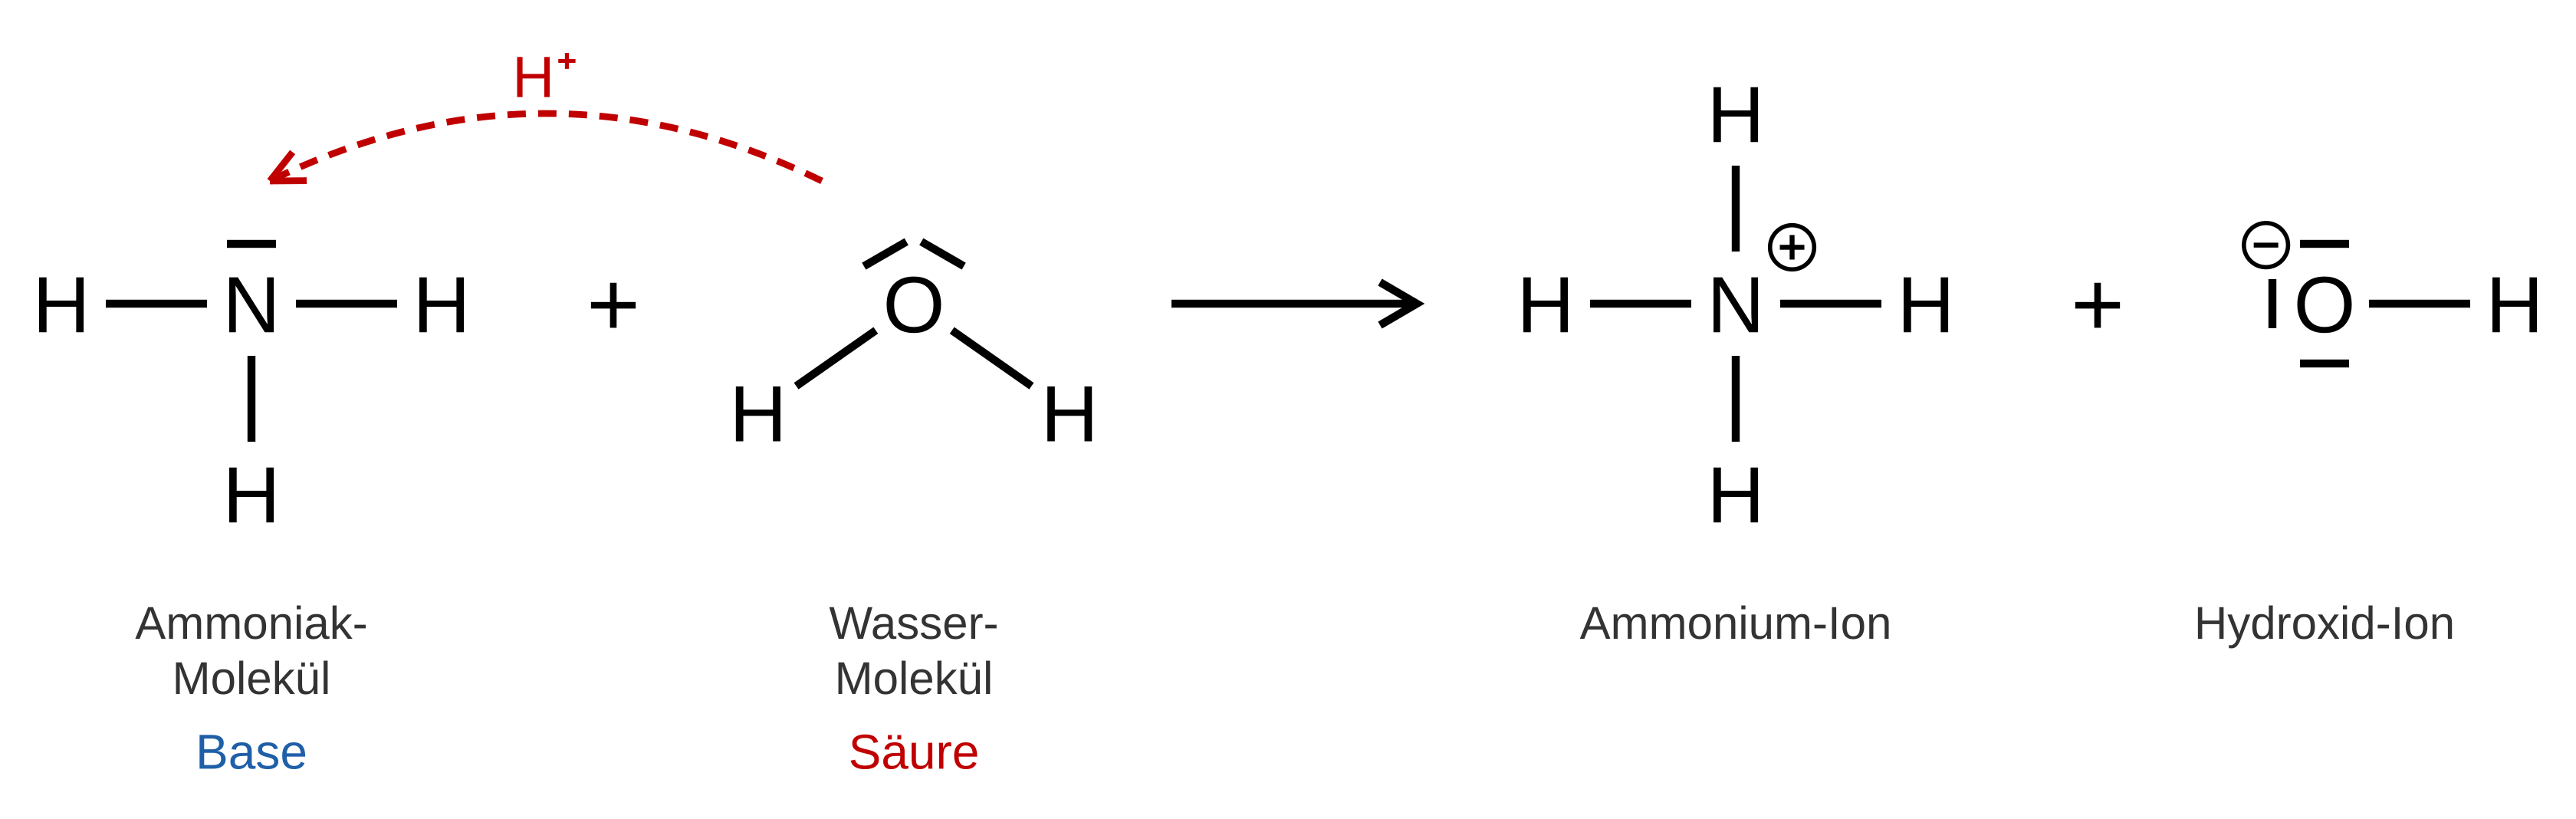 H⁺
H
H N H + O H N ⊕ H + ⊖ O H
H H
H H
Ammoniak- Wasser- Ammonium-Ion Hydroxid-Ion
Molekül Molekül
Base Säure